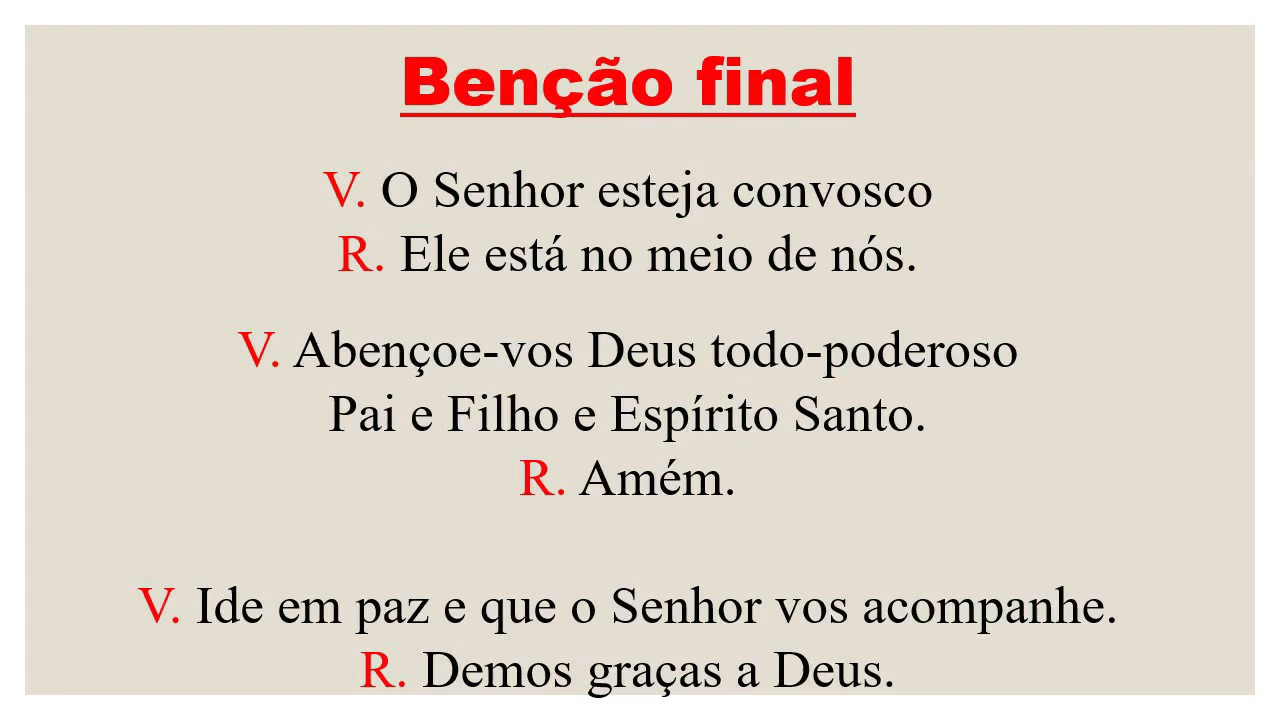 Benção final
V. O Senhor esteja convosco
R. Ele está no meio de nós.
V. Abençoe-vos Deus todo-poderoso
Pai e Filho e Espírito Santo.
R. Amém.
V. Ide em paz e que o Senhor vos acompanhe.
R. Demos graças a Deus.